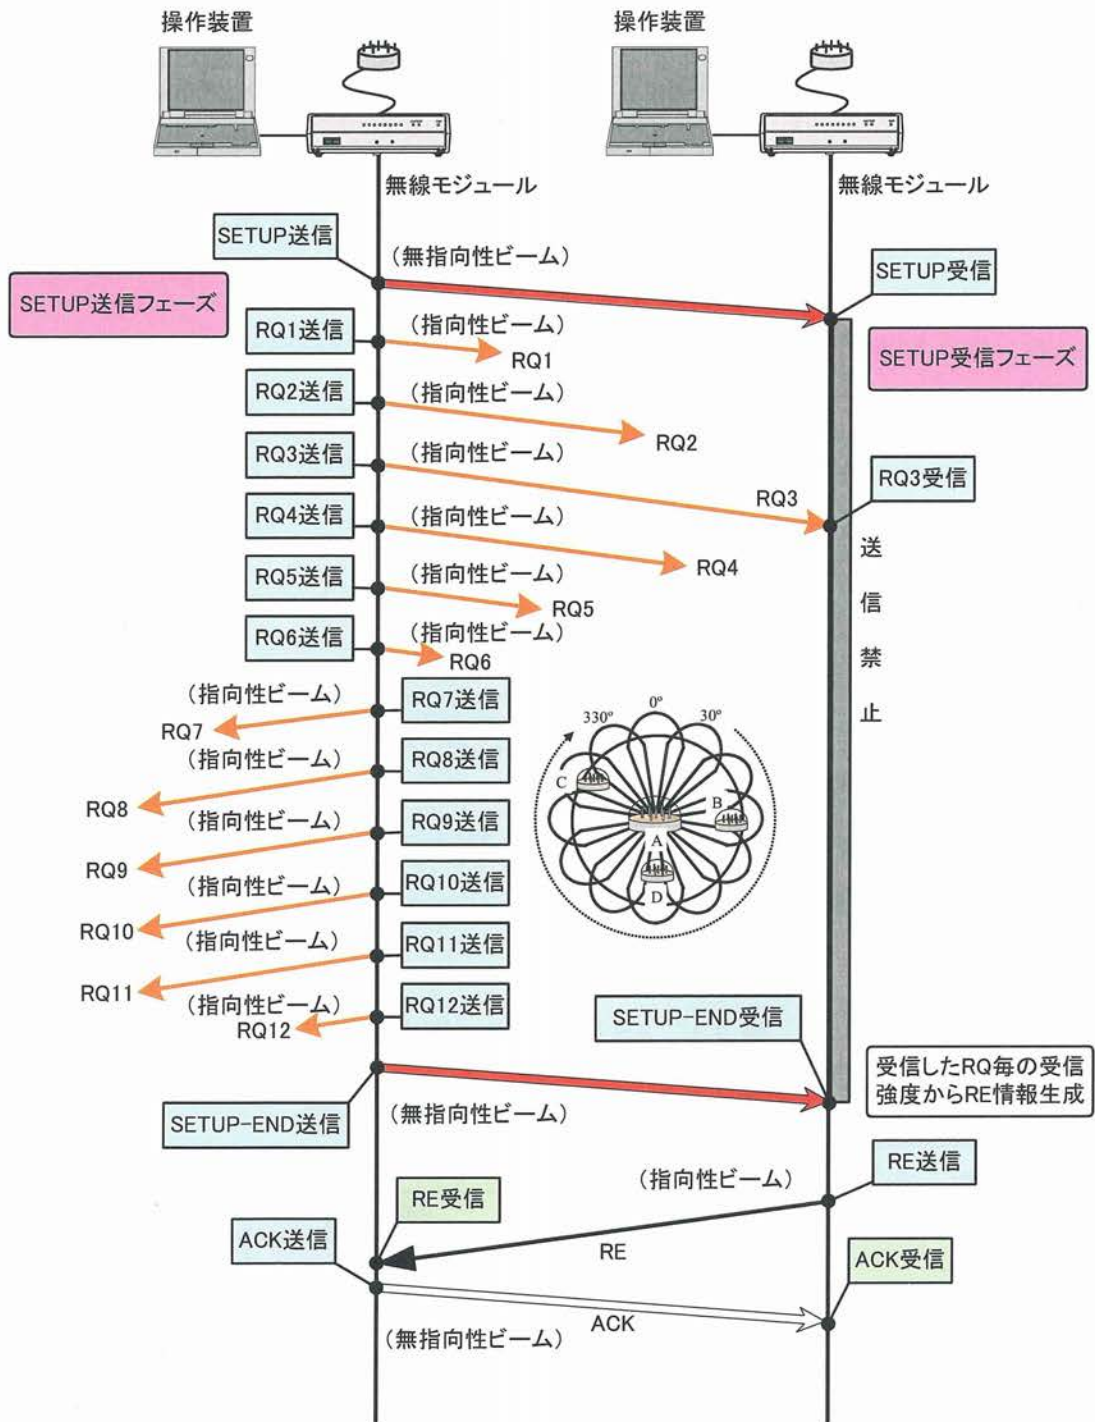 操作装置
操作装置
無線モジュール
無線モジュール
SETUP送信
(無指向性ビーム)
SETUP受信
SETUP送信フェーズ
RQ1送信
(指向性ビーム)
RQ1
SETUP受信フェーズ
RQ2送信
(指向性ビーム)
RQ2
RQ3送信
(指向性ビーム)
RQ3
RQ3受信
RQ4送信
(指向性ビーム)
RQ4
RQ5送信
(指向性ビーム)
RQ5
RQ6送信
(指向性ビーム)
RQ6
送信禁止
(指向性ビーム)
RQ7送信
RQ7
(指向性ビーム)
RQ8送信
RQ8
(指向性ビーム)
RQ9送信
RQ9
(指向性ビーム)
RQ10送信
RQ10
(指向性ビーム)
RQ11送信
RQ11
(指向性ビーム)
RQ12送信
RQ12
330°
0°
30°
C
B
A
D
SETUP-END受信
受信したRQ毎の受信
強度からRE情報生成
SETUP-END送信
(無指向性ビーム)
RE送信
(指向性ビーム)
RE受信
RE
ACK送信
ACK受信
ACK
(無指向性ビーム)